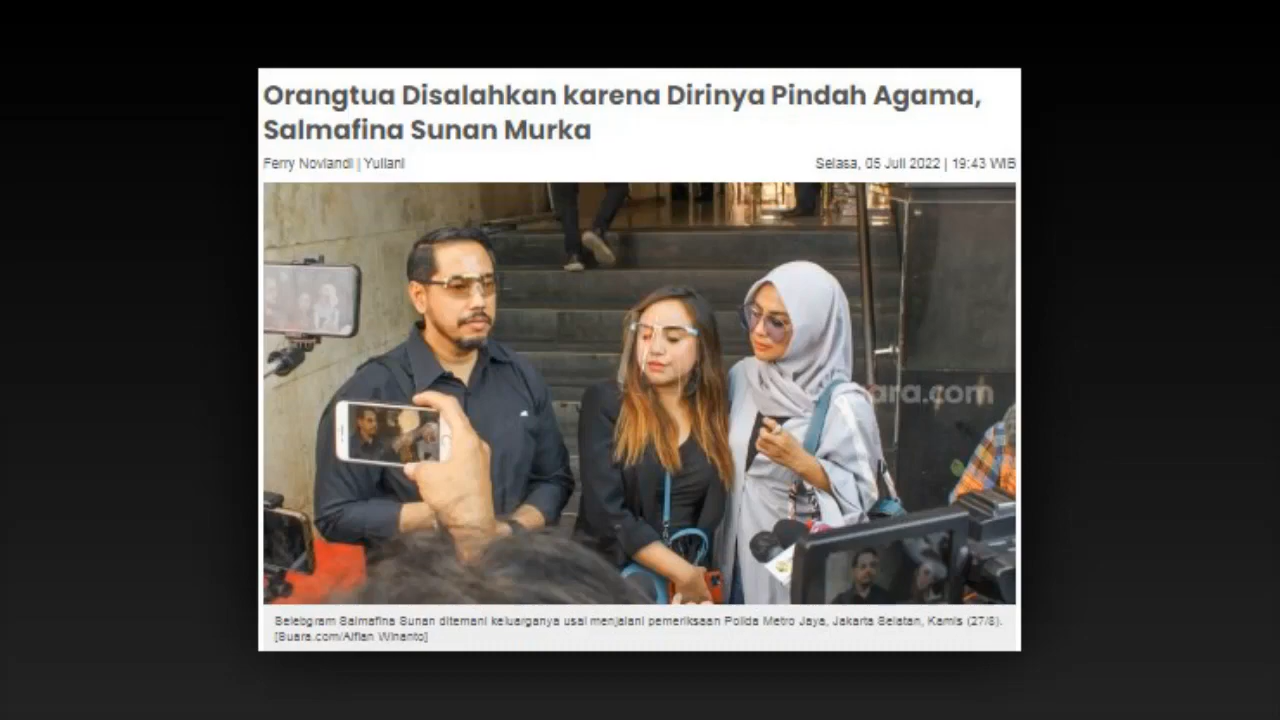 Orangtua Disalahkan karena Dirinya Pindah Agama,
Salmafina Sunan Murka
Ferry Noviandi | Yuliani
Selasa, 05 Juli 2022 | 19:43 WIB
ara.com
Selebgram Salmafina Sunan ditemani keluarganya usai menjalani pemeriksaan Polda Metro Jaya, Jakarta Selatan, Kamis (27/8).
[Suara.com/Alfian Winanto]